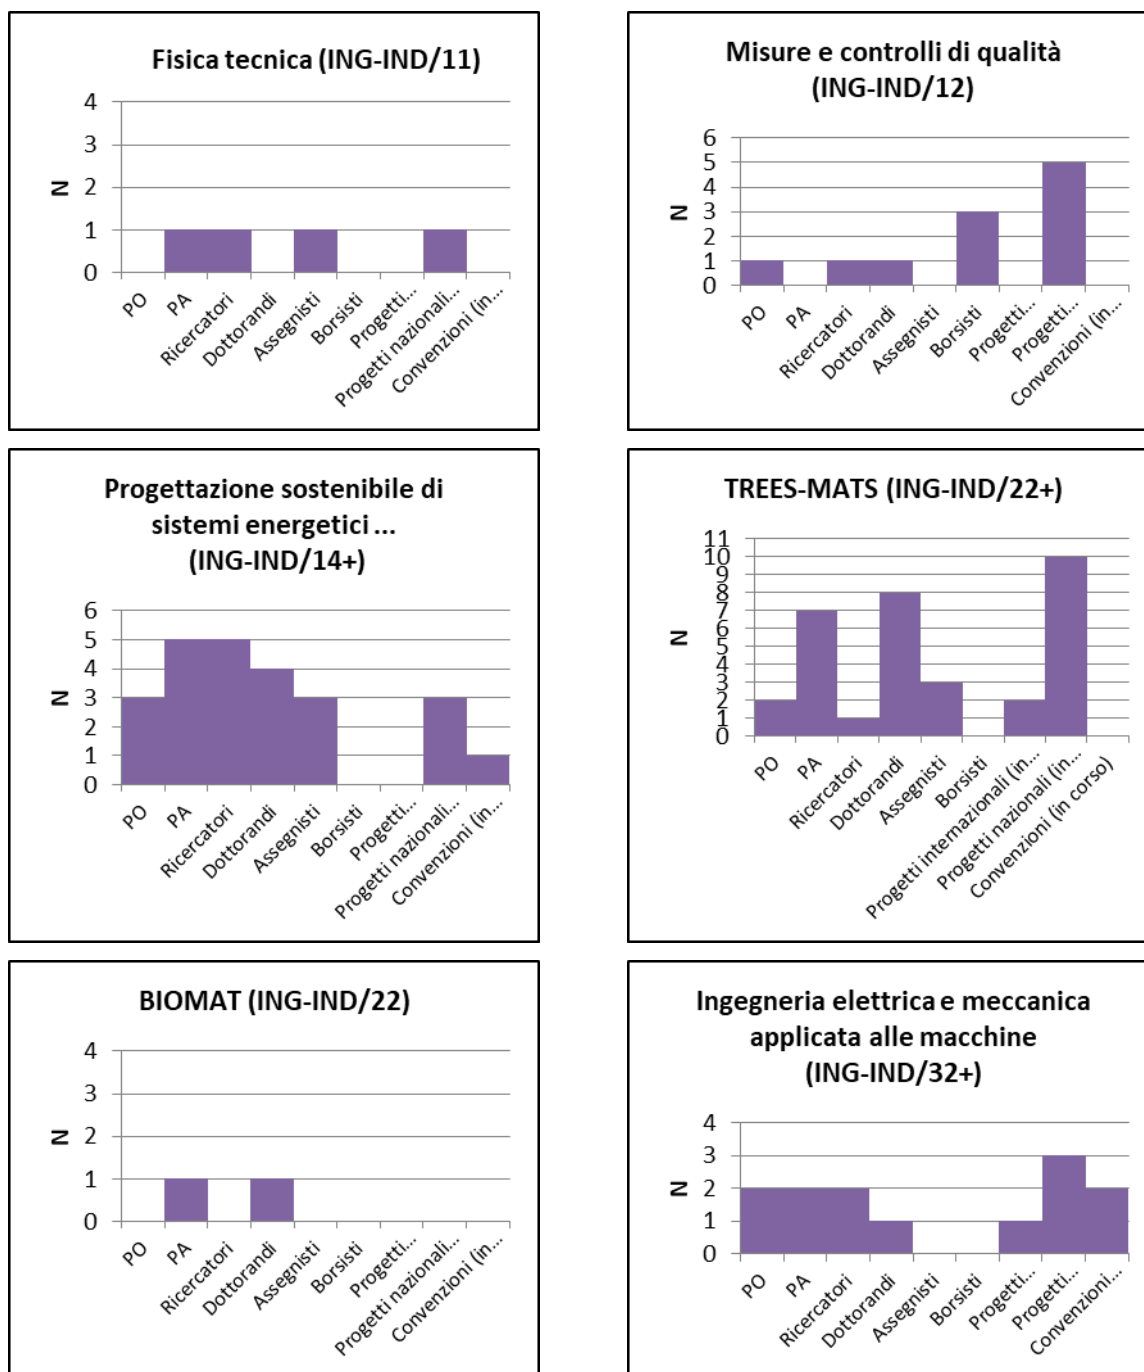 Fisica tecnica (ING-IND/11)
4
3
2
1
0
N
PO
PA
Ricercatori
Dottorandi
Assegnisti
Borsisti
Progetti...
Progetti nazionali...
Convenzioni (in...
Misure e controlli di qualità
(ING-IND/12)
6
5
4
3
2
1
0
N
PO
PA
Ricercatori
Dottorandi
Assegnisti
Borsisti
Progetti...
Progetti...
Convenzioni (in...
Progettazione sostenibile di
sistemi energetici ...
(ING-IND/14+)
6
5
4
3
2
1
0
N
PO
PA
Ricercatori
Dottorandi
Assegnisti
Borsisti
Progetti...
Progetti nazionali...
Convenzioni (in...
TREES-MATS (ING-IND/22+)
11
10
9
8
7
6
5
4
3
2
1
0
N
PO
PA
Ricercatori
Dottorandi
Assegnisti
Borsisti
Progetti internazionali (in...
Progetti nazionali (in...
Convenzioni (in corso)
BIOMAT (ING-IND/22)
4
3
2
1
0
N
PO
PA
Ricercatori
Dottorandi
Assegnisti
Borsisti
Progetti...
Progetti nazionali...
Convenzioni (in...
Ingegneria elettrica e meccanica
applicata alle macchine
(ING-IND/32+)
4
3
2
1
0
N
PO
PA
Ricercatori
Dottorandi
Assegnisti
Borsisti
Progetti...
Progetti...
Convenzioni...